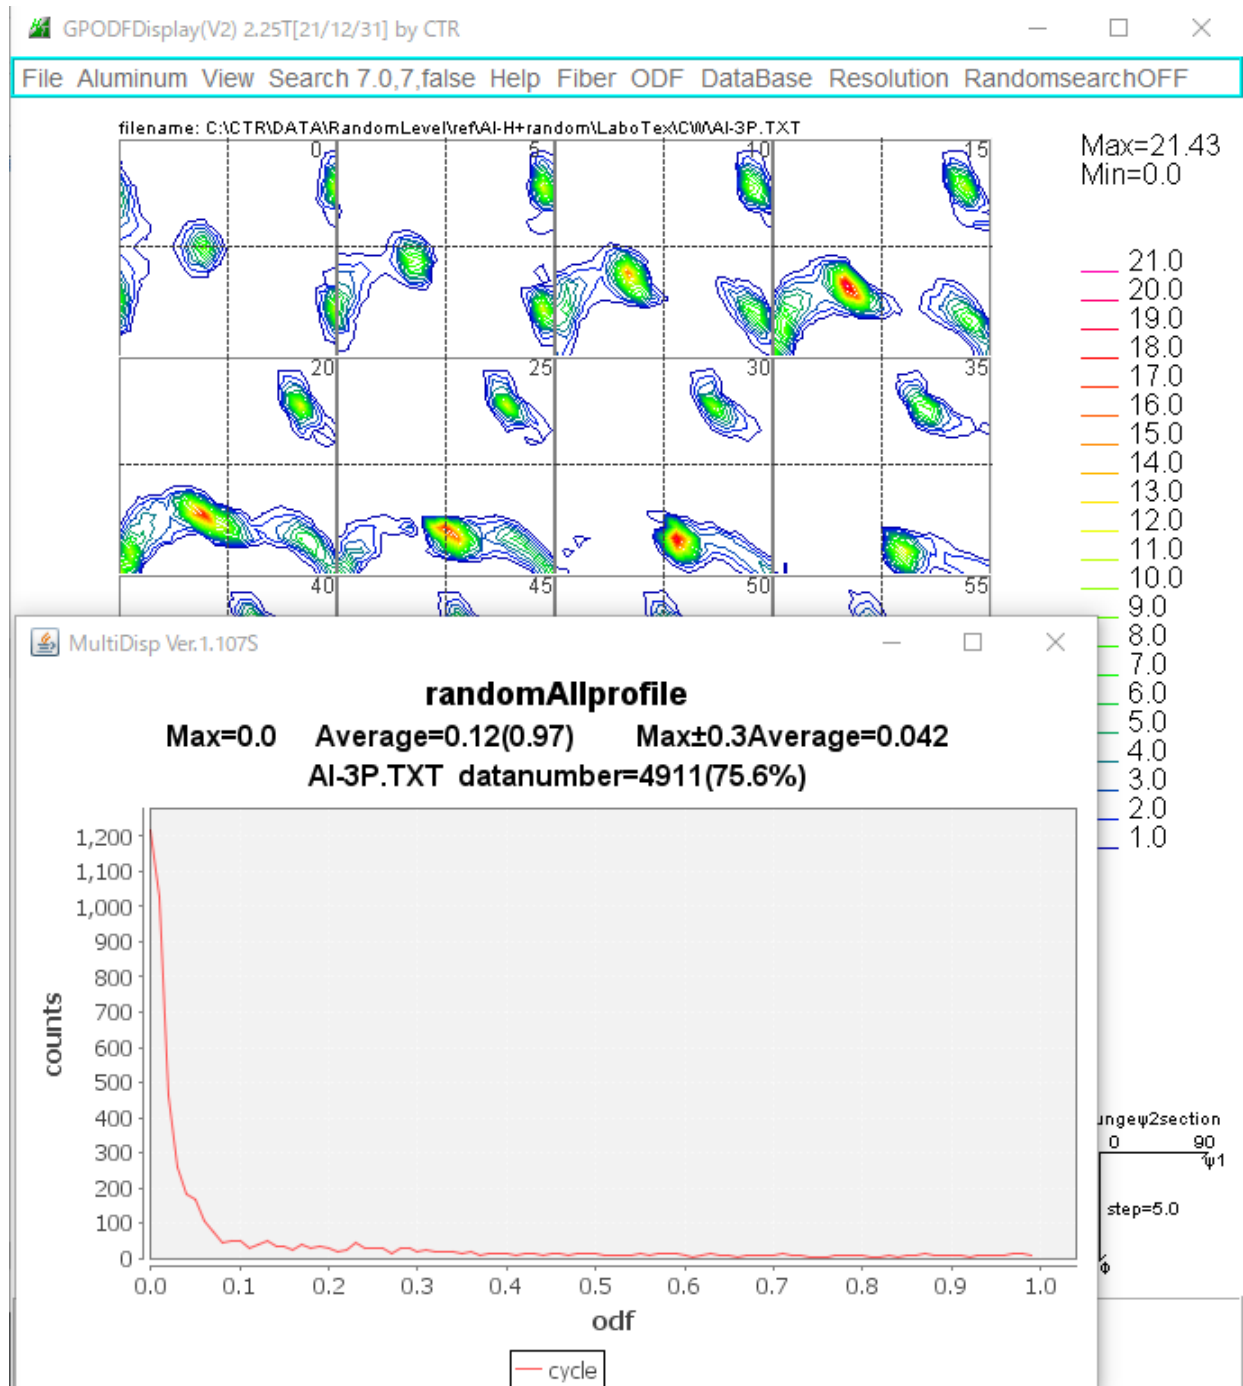 GPODFDisplay(V2) 2.25T[21/12/31] by CTR
File Aluminum View Search 7.0,7,false Help Fiber ODF DataBase Resolution RandomsearchOFF
filename: C:\CTR\DATA\RandomLevel\ref\Al-H+random\LaboTex\CW\Al-3P.TXT
Max=21.43
Min=0.0
0 5 10 15
20 25 30 35
40 45 50 55
21.0
20.0
19.0
18.0
17.0
16.0
15.0
14.0
13.0
12.0
11.0
10.0
9.0
8.0
7.0
6.0
5.0
4.0
3.0
2.0
1.0
MultiDisp Ver.1.107S
randomAllprofile
Max=0.0 Average=0.12(0.97) Max±0.3Average=0.042
Al-3P.TXT datanumber=4911(75.6%)
counts
1,200
1,100
1,000
900
800
700
600
500
400
300
200
100
0
0.0 0.1 0.2 0.3 0.4 0.5 0.6 0.7 0.8 0.9 1.0
odf
cycle
ungeψ2section
0 90
ψ1
step=5.0
Φ